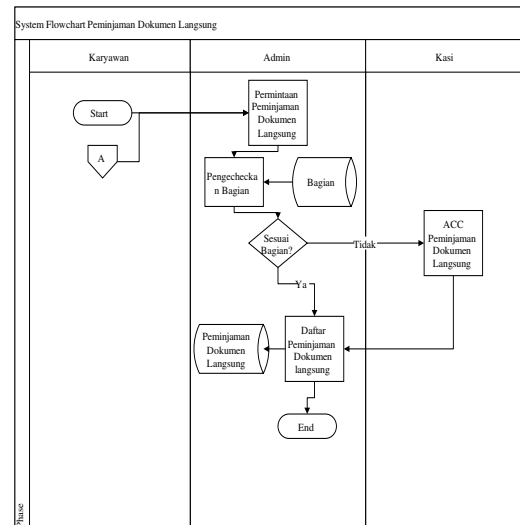 System Flowchart Peminjaman Dokumen Langsung
Karyawan
Admin
Kasi
Start
Permintaan
Peminjaman
Dokumen
Langsung
A
Pengechecka
n Bagian
Bagian
Sesuai
Bagian?
Tidak
ACC
Peminjaman
Dokumen
Langsung
Ya
Peminjaman
Dokumen
Langsung
Daftar
Peminjaman
Dokumen
langsung
End
Phase